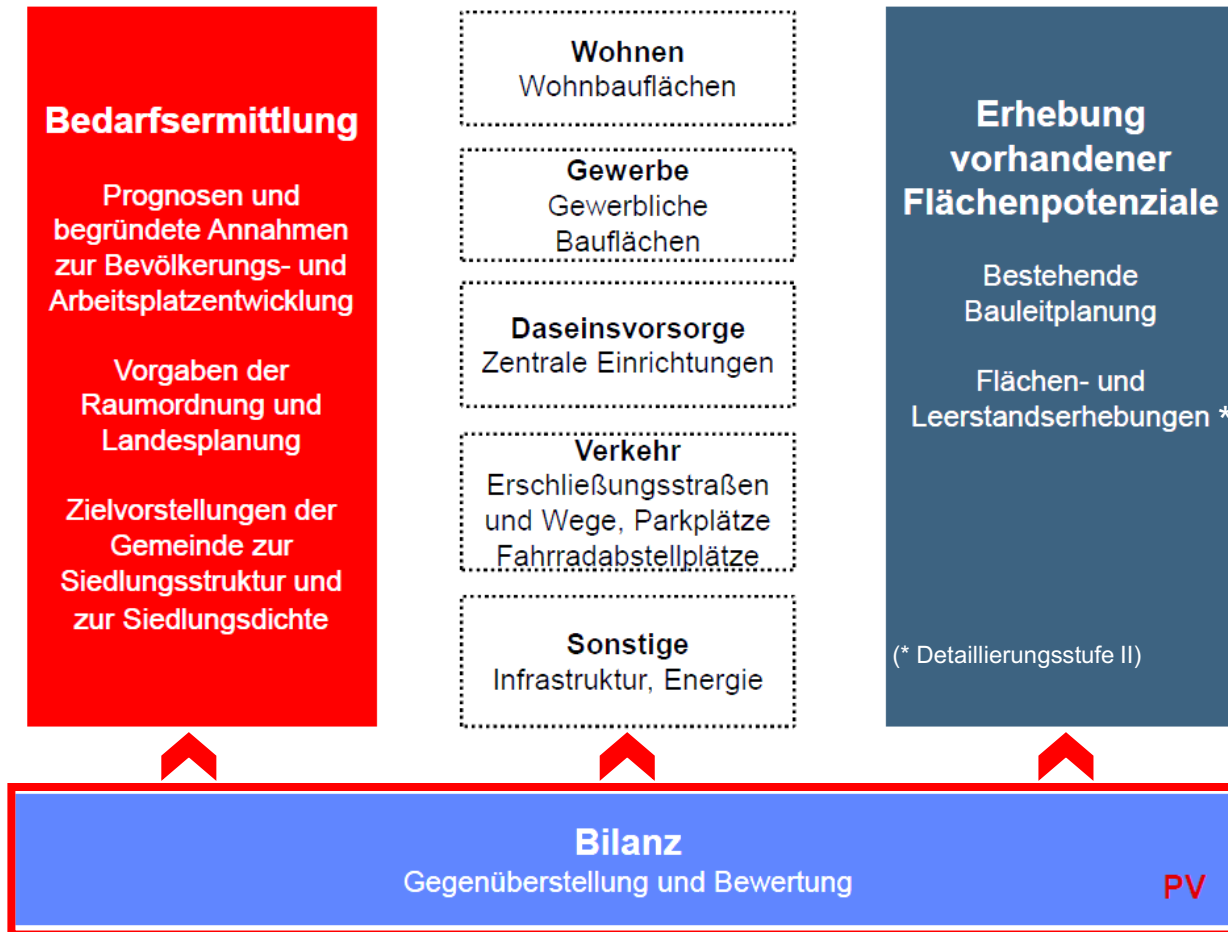 Bedarfsermittlung
Prognosen und
begründete Annahmen
zur Bevölkerungs- und
Arbeitsplatzentwicklung
Vorgaben der
Raumordnung und
Landesplanung
Zielvorstellungen der
Gemeinde zur
Siedlungsstruktur und
zur Siedlungsdichte
Wohnen
Wohnbauflächen
Gewerbe
Gewerbliche
Bauflächen
Daseinsvorsorge
Zentrale Einrichtungen
Verkehr
Erschließungsstraßen
und Wege, Parkplätze
Fahrradabstellplätze
Sonstige
Infrastruktur, Energie
Erhebung
vorhandener
Flächenpotenziale
Bestehende
Bauleitplanung
Flächen- und
Leerstandserhebungen *
(* Detaillierungsstufe II)
Bilanz
Gegenüberstellung und Bewertung
PV